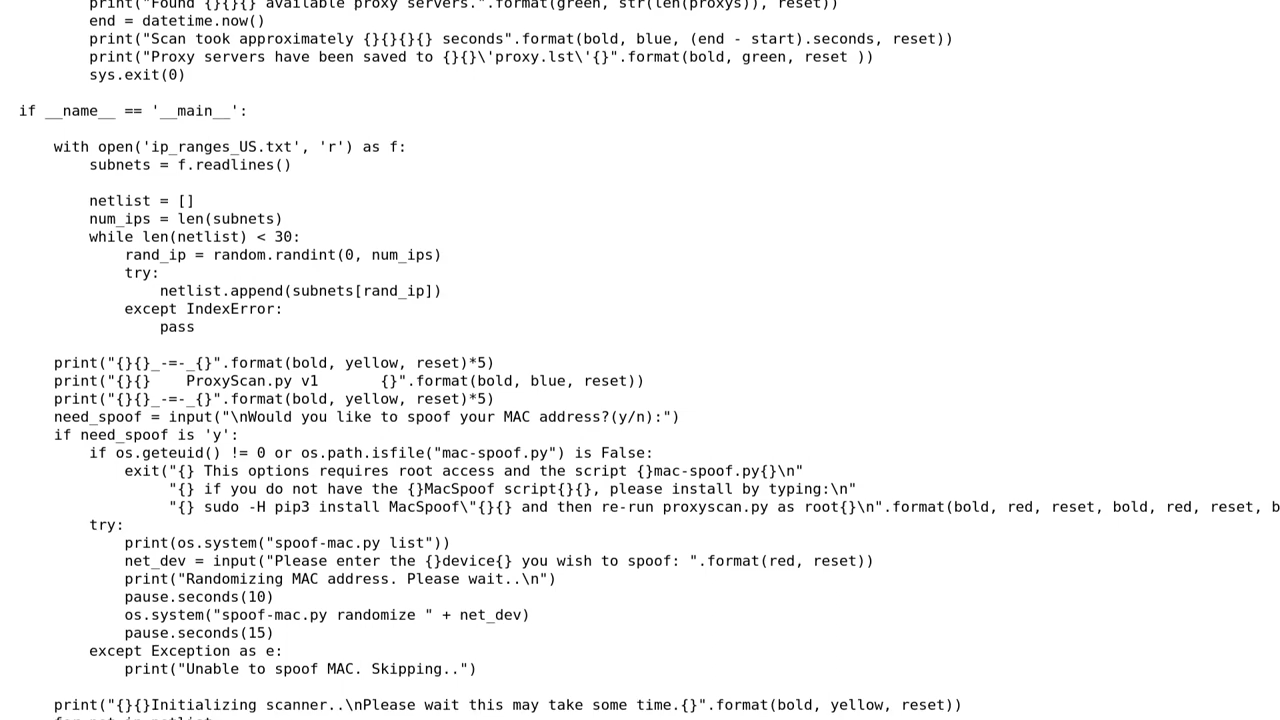 print("Found {}{}{} available proxy servers.".format(green, str(len(proxys)), reset))
end = datetime.now()
print("Scan took approximately {}{}{}{} seconds".format(bold, blue, (end - start).seconds, reset))
print("Proxy servers have been saved to {}{}\'proxy.lst\'{}".format(bold, green, reset ))
sys.exit(0)
if __name__ == '__main__':
with open('ip_ranges_US.txt', 'r') as f:
subnets = f.readlines()
netlist = []
num_ips = len(subnets)
while len(netlist) < 30:
rand_ip = random.randint(0, num_ips)
try:
netlist.append(subnets[rand_ip])
except IndexError:
pass
print("{}{}_-=-_{}".format(bold, yellow, reset)*5)
print("{}{}    ProxyScan.py v1       {}".format(bold, blue, reset))
print("{}{}_-=-_{}".format(bold, yellow, reset)*5)
need_spoof = input("\nWould you like to spoof your MAC address?(y/n):")
if need_spoof is 'y':
if os.geteuid() != 0 or os.path.isfile("mac-spoof.py") is False:
exit("{} This options requires root access and the script {}mac-spoof.py{}\n"
"{} if you do not have the {}MacSpoof script{}{}, please install by typing:\n"
"{} sudo -H pip3 install MacSpoof\"{}{} and then re-run proxyscan.py as root{}\n".format(bold, red, reset, bold, red, reset, b
try:
print(os.system("spoof-mac.py list"))
net_dev = input("Please enter the {}device{} you wish to spoof: ".format(red, reset))
print("Randomizing MAC address. Please wait..\n")
pause.seconds(10)
os.system("spoof-mac.py randomize " + net_dev)
pause.seconds(15)
except Exception as e:
print("Unable to spoof MAC. Skipping..")
print("{}{}Initializing scanner..\nPlease wait this may take some time.{}".format(bold, yellow, reset))